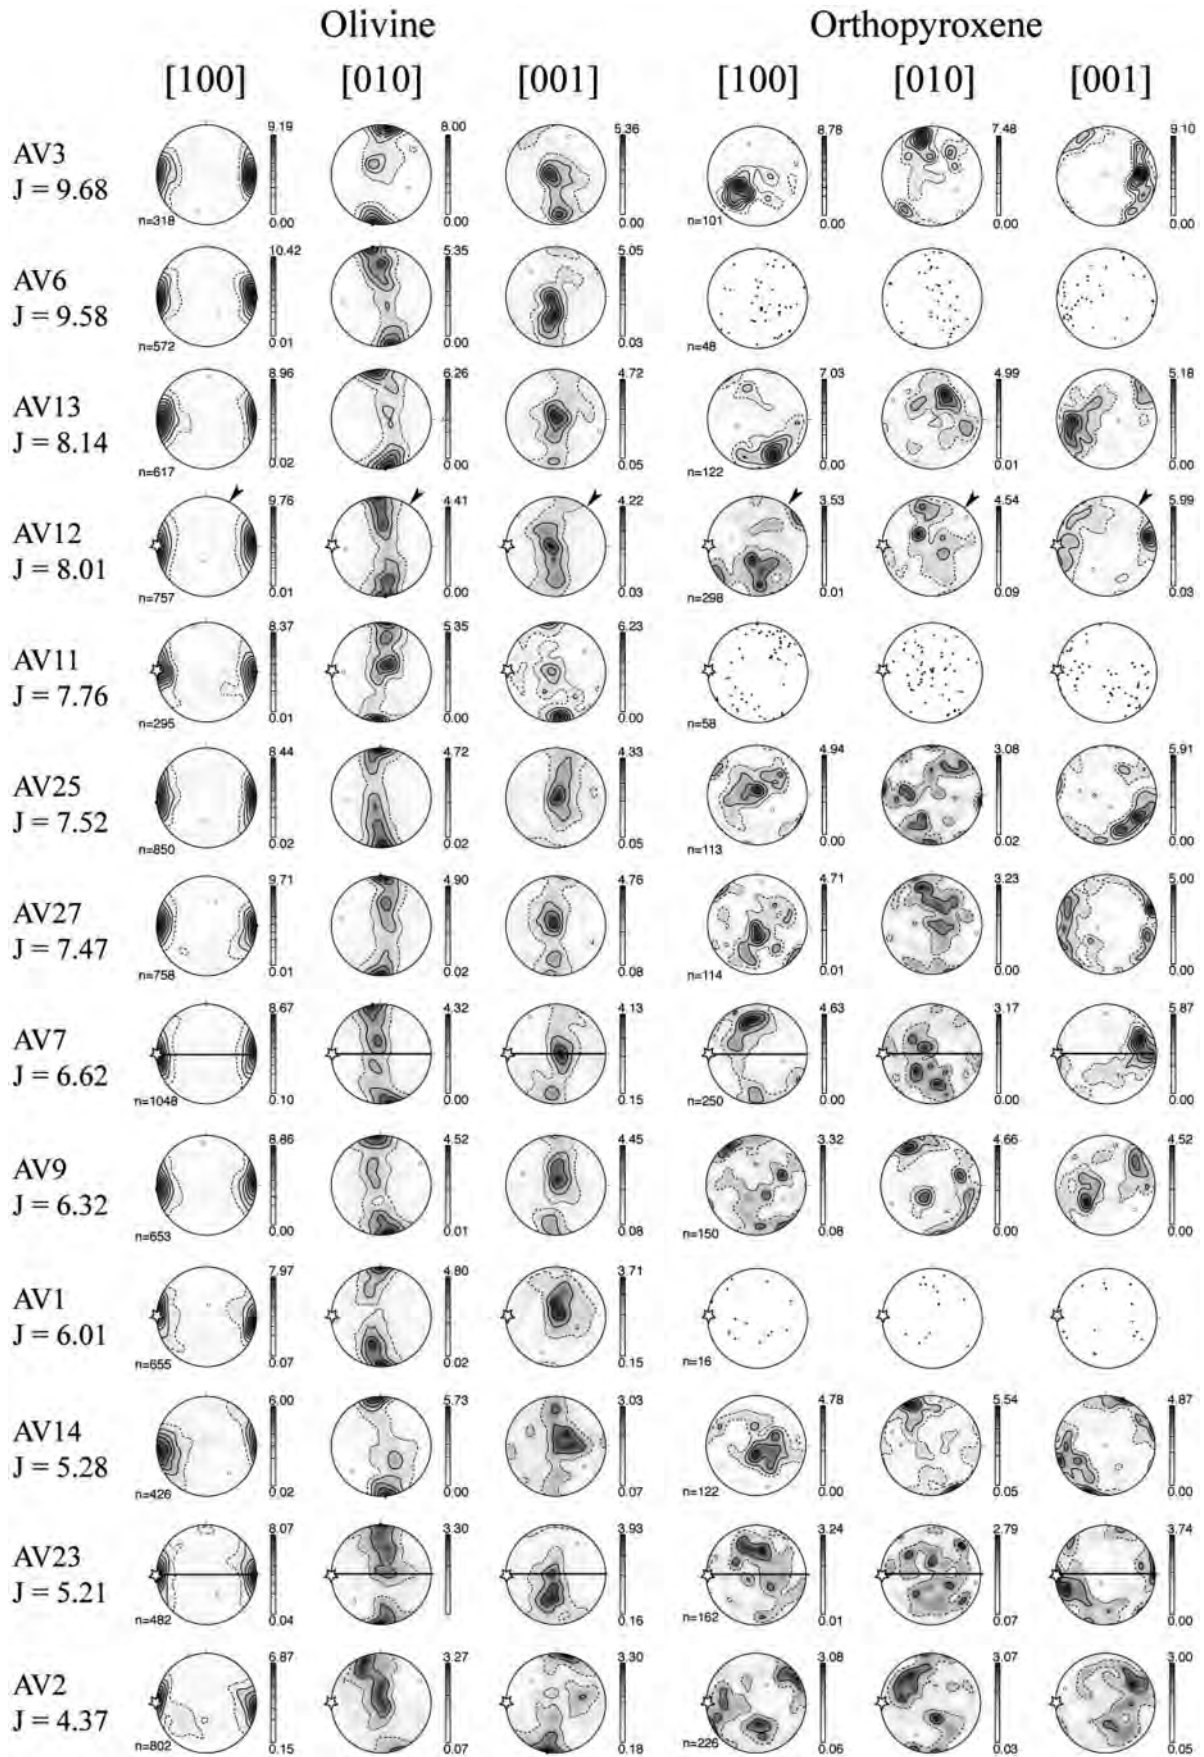 Olivine Orthopyroxene
[100] [010] [001] [100] [010] [001]
AV3
J = 9.68
9.19 8.00 5.36 8.78 7.48 9.10
n=318 0.00 0.00 0.00 n=101 0.00 0.00 0.00
AV6
J = 9.58
10.42 5.35 5.05
n=572 0.01 0.00 0.03 n=48
AV13
J = 8.14
8.96 6.26 4.72 7.03 4.99 5.18
n=617 0.02 0.00 0.05 n=122 0.00 0.01 0.00
AV12
J = 8.01
9.76 4.41 4.22 3.53 4.54 5.99
n=757 0.01 0.00 0.03 n=298 0.01 0.09 0.03
AV11
J = 7.76
8.37 5.35 6.23
n=295 0.01 0.00 0.00 n=58
AV25
J = 7.52
8.44 4.72 4.33 4.94 3.08 5.91
n=850 0.02 0.02 0.05 n=113 0.00 0.02 0.00
AV27
J = 7.47
9.71 4.90 4.76 4.71 3.23 5.00
n=758 0.01 0.02 0.08 n=114 0.01 0.00 0.00
AV7
J = 6.62
8.67 4.32 4.13 4.63 3.17 5.87
n=1048 0.10 0.00 0.15 n=250 0.00 0.00 0.00
AV9
J = 6.32
8.86 4.52 4.45 3.32 4.66 4.52
n=653 0.00 0.01 0.08 n=150 0.08 0.00 0.00
AV1
J = 6.01
7.97 4.80 3.71
n=655 0.07 0.02 0.15 n=16
AV14
J = 5.28
6.00 5.73 3.03 4.78 5.54 4.87
n=426 0.02 0.00 0.07 n=122 0.00 0.05 0.00
AV23
J = 5.21
8.07 3.30 3.93 3.24 2.79 3.74
n=482 0.04 0.16 n=162 0.01 0.07 0.00
AV2
J = 4.37
6.87 3.27 3.30 3.08 3.07 3.00
n=802 0.15 0.07 0.18 n=226 0.06 0.03 0.05